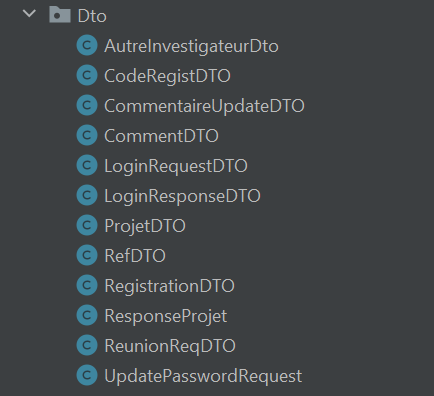 Dto
C AutreInvestigateurDto
C CodeRegistDTO
C CommentaireUpdateDTO
C CommentDTO
C LoginRequestDTO
C LoginResponseDTO
C ProjetDTO
C RefDTO
C RegistrationDTO
C ResponseProjet
C ReunionReqDTO
C UpdatePasswordRequest